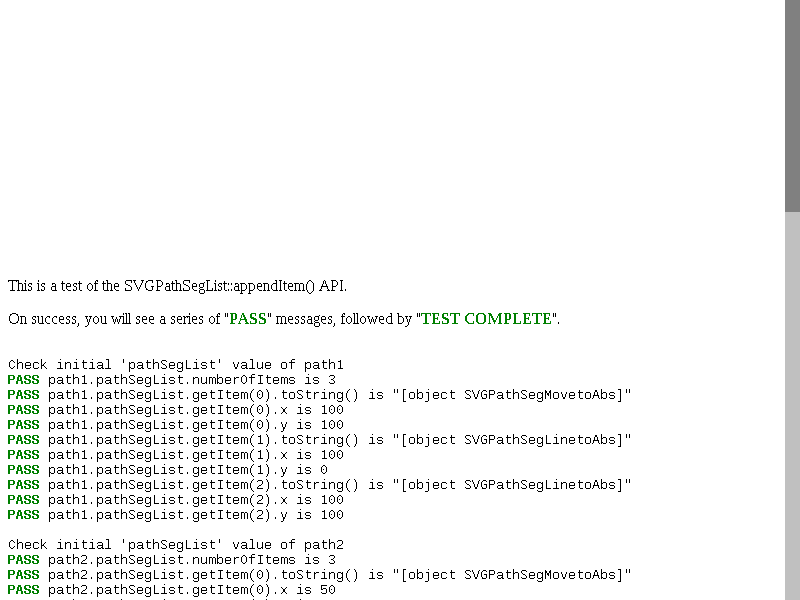 This is a test of the SVGPathSegList::appendItem() API.
On success, you will see a series of "PASS" messages, followed by "TEST COMPLETE".
Check initial 'pathSegList' value of path1
PASS path1.pathSegList.numberOfItems is 3
PASS path1.pathSegList.getItem(0).toString() is "[object SVGPathSegMovetoAbs]"
PASS path1.pathSegList.getItem(0).x is 100
PASS path1.pathSegList.getItem(0).y is 100
PASS path1.pathSegList.getItem(1).toString() is "[object SVGPathSegLinetoAbs]"
PASS path1.pathSegList.getItem(1).x is 100
PASS path1.pathSegList.getItem(1).y is 0
PASS path1.pathSegList.getItem(2).toString() is "[object SVGPathSegLinetoAbs]"
PASS path1.pathSegList.getItem(2).x is 100
PASS path1.pathSegList.getItem(2).y is 100
Check initial 'pathSegList' value of path2
PASS path2.pathSegList.numberOfItems is 3
PASS path2.pathSegList.getItem(0).toString() is "[object SVGPathSegMovetoAbs]"
PASS path2.pathSegList.getItem(0).x is 50